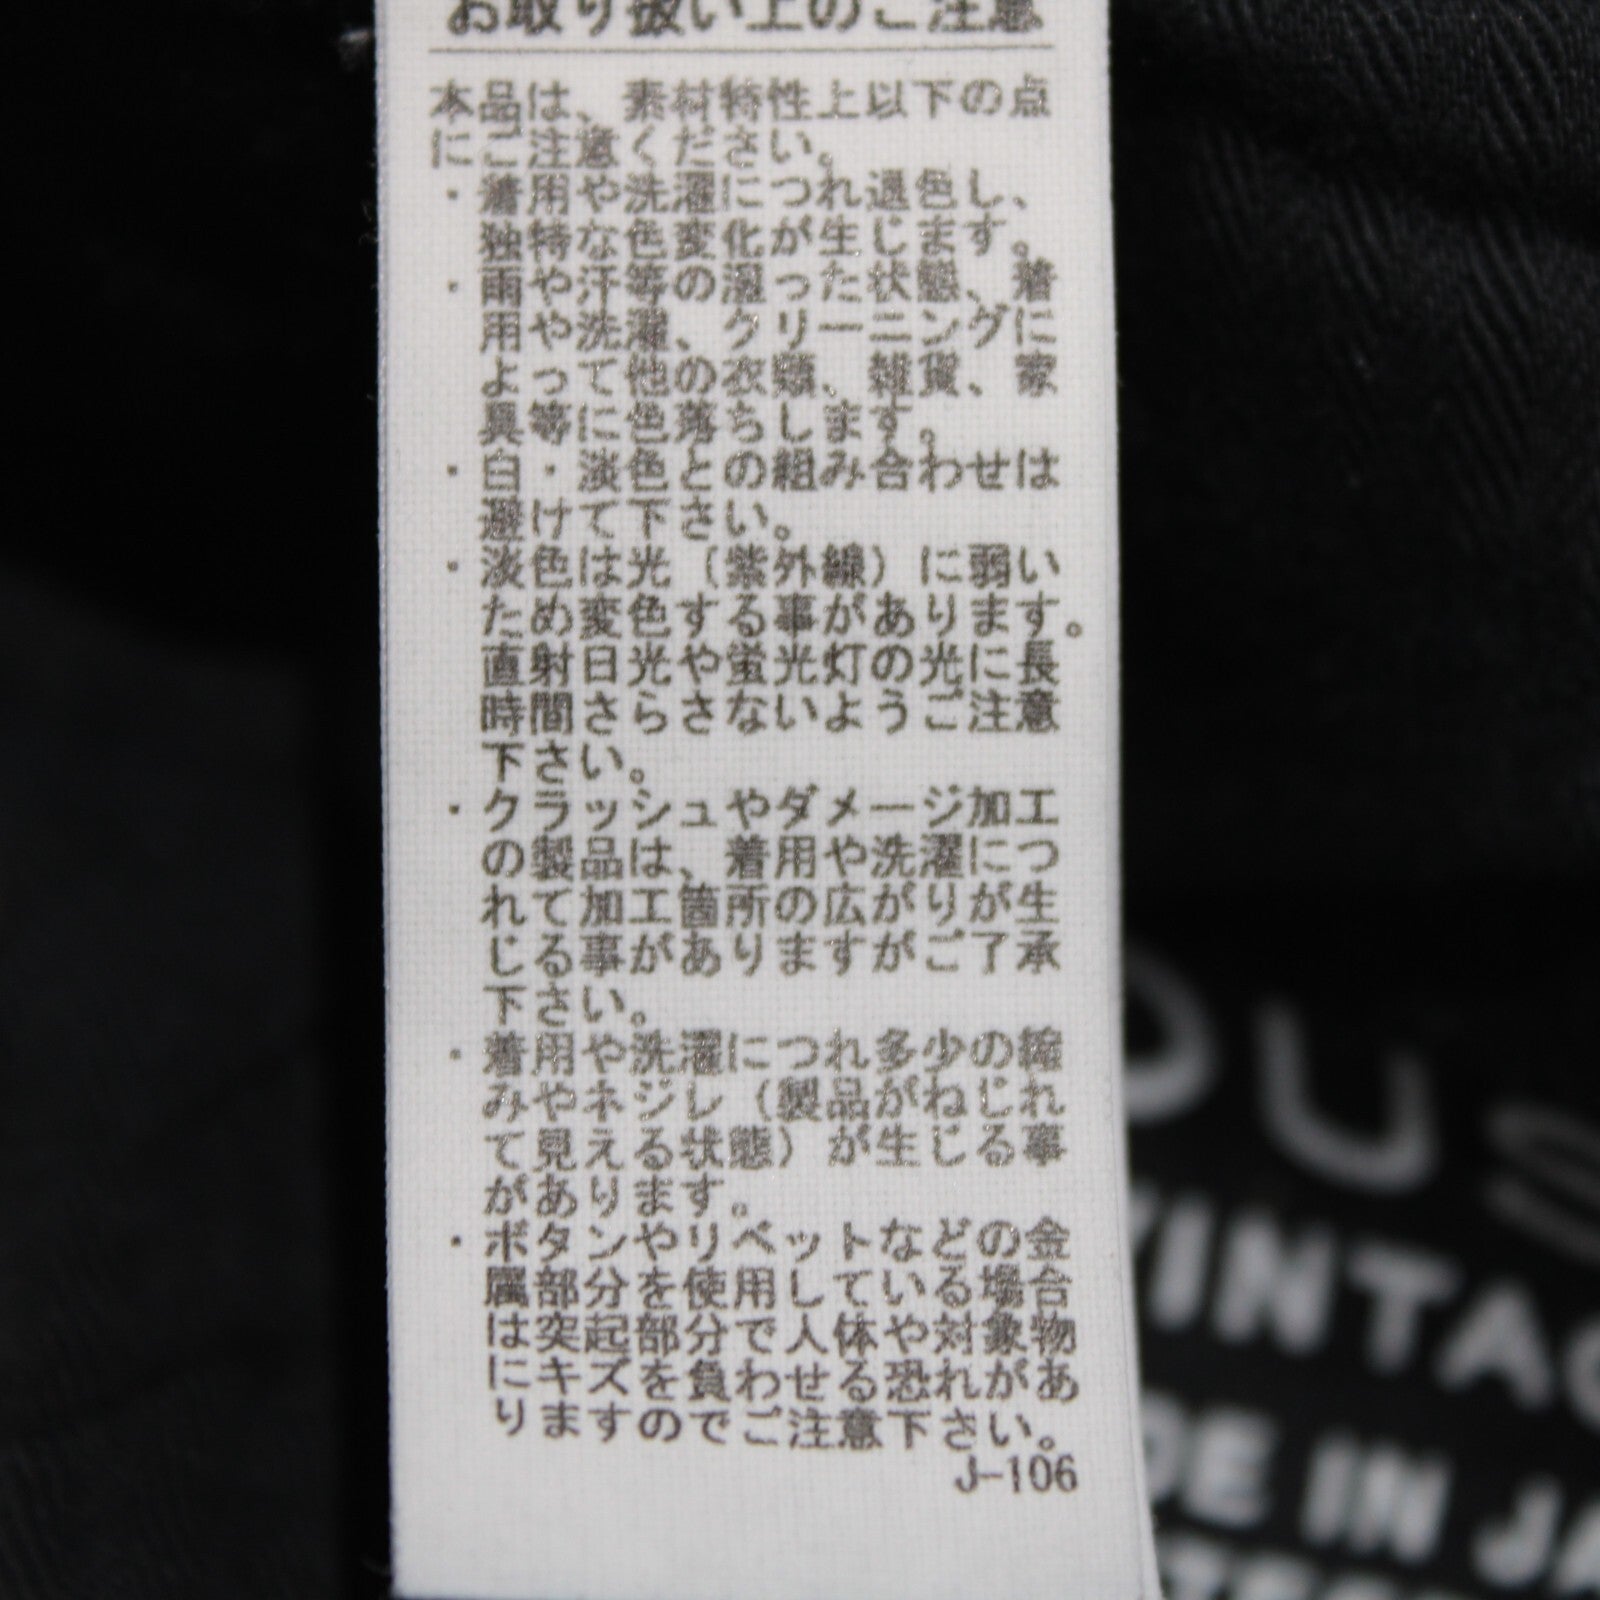 お取り扱い上のご注意
本品は、素材特性上以下の点
にご注意ください。
・着用や洗濯につれ退色し、
独特な色変化が生じます。
・雨や汗等の湿った状態、着
用や洗濯、クリーニングに
よって他の衣類、雑貨、家
具等に色落ちします。
・白・淡色との組み合わせは
避けて下さい。
・淡色は光（紫外線）に弱い
ため変色する事があります。
直射日光や蛍光灯の光に長
時間さらさないようご注意
下さい。
・クラッシュやダメージ加工
の製品は、着用や洗濯につ
れて加工箇所の広がりが生
じる事がありますがご了承
下さい。
・着用や洗濯につれ多少の縮
みやネジレ（製品がねじれ
て見える状態）が生じる事
があります。
・ボタンやリベットなどの金
属部分を使用している場合
は突起部分で人体や対象物
にキズを負わせる恐れがあ
りますのでご注意下さい。
J-106
OUS
VINTAG
DE IN JA